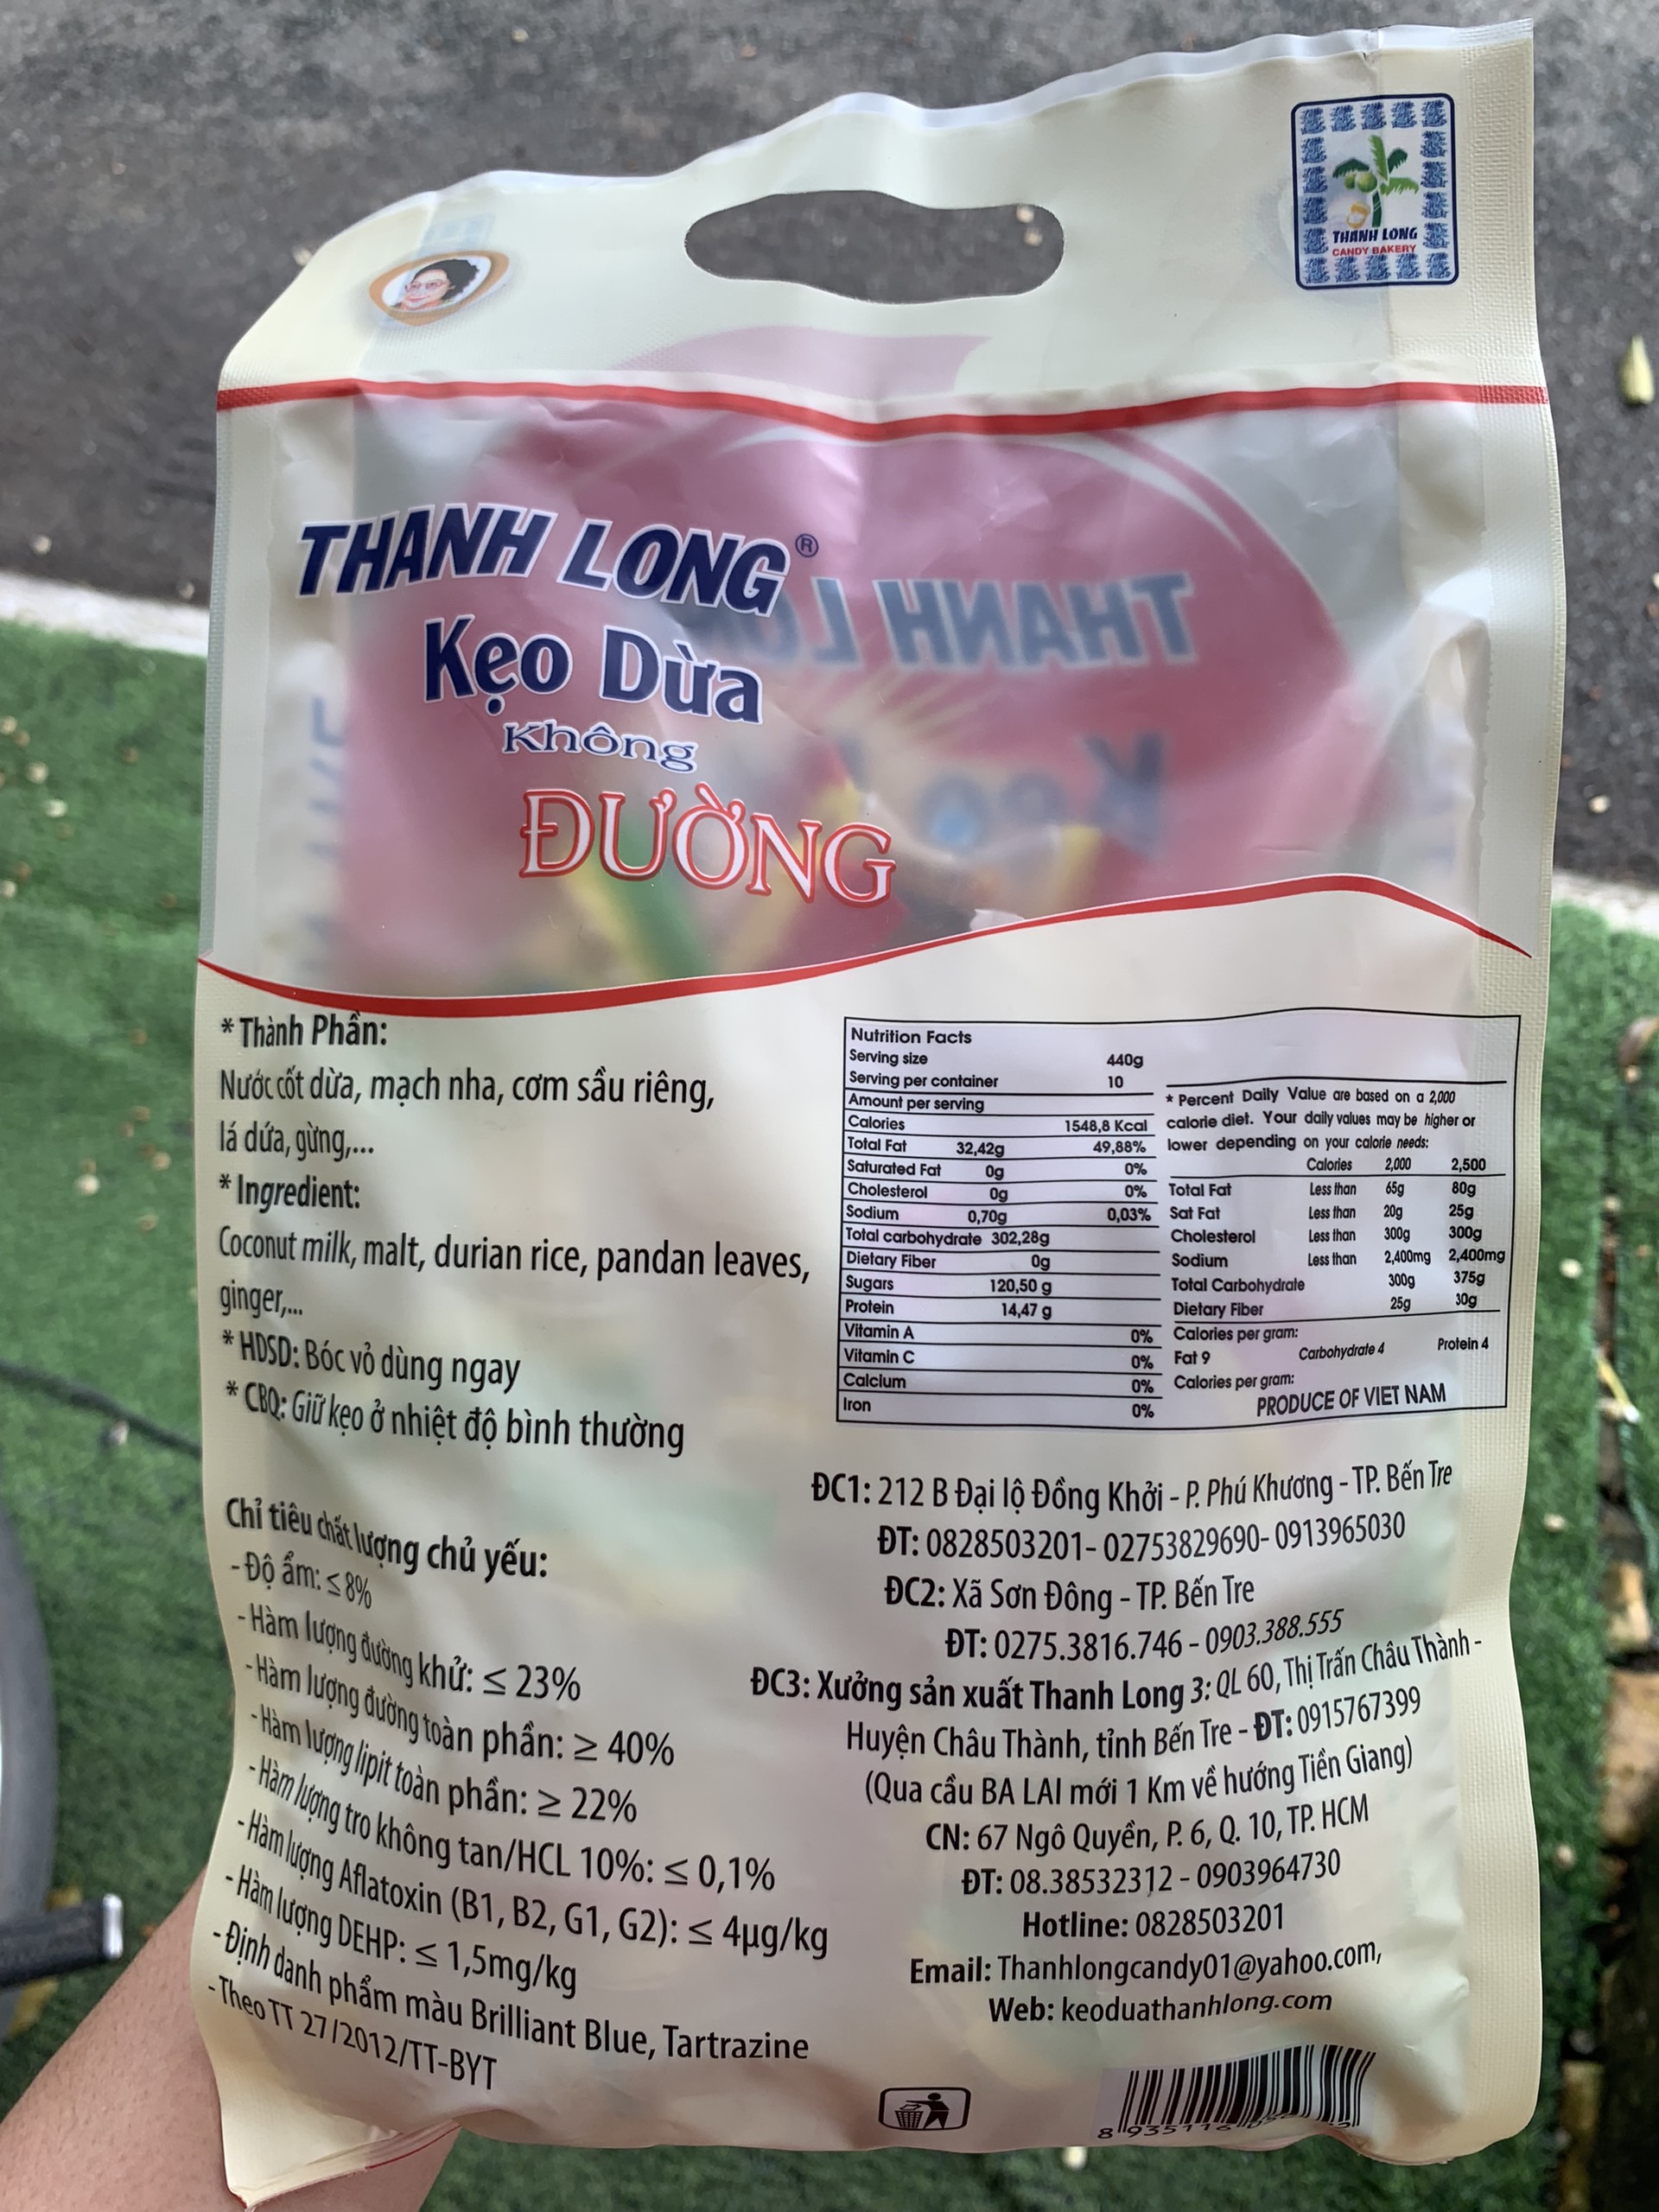 THANH LONG
CANDY BAKERY
THANH LONG®
Kẹo Dừa
Không
ĐƯỜNG
* Thành Phần:
Nước cốt dừa, mạch nha, cơm sầu riêng,
lá dứa, gừng,...
* Ingredient:
Coconut milk, malt, durian rice, pandan leaves,
ginger,...
* HDSD: Bóc vỏ dùng ngay
* CBQ: Giữ kẹo ở nhiệt độ bình thường
Chỉ tiêu chất lượng chủ yếu:
- Độ ẩm: ≤ 8%
- Hàm lượng đường khử: ≤ 23%
- Hàm lượng đường toàn phần: ≥ 40%
- Hàm lượng lipit toàn phần: ≥ 22%
- Hàm lượng tro không tan/HCL 10%: ≤ 0,1%
- Hàm lượng Aflatoxin (B1, B2, G1, G2): ≤ 4µg/kg
- Hàm lượng DEHP: ≤ 1,5mg/kg
- Định danh phẩm màu Brilliant Blue, Tartrazine
- Theo TT 27/2012/TT-BYT
Nutrition Facts
Serving size 440g
Serving per container 10
Amount per serving
Calories 1548,8 Kcal
Total Fat 32,42g 49,88%
Saturated Fat 0g 0%
Cholesterol 0g 0%
Sodium 0,70g 0,03%
Total carbohydrate 302,28g
Dietary Fiber 0g
Sugars 120,50 g
Protein 14,47 g
Vitamin A 0%
Vitamin C 0%
Calcium 0%
Iron 0%
* Percent Daily Value are based on a 2,000
calorie diet. Your daily values may be higher or
lower depending on your calorie needs:
Calories 2,000 2,500
Total Fat Less than 65g 80g
Sat Fat Less than 20g 25g
Cholesterol Less than 300g 300g
Sodium Less than 2,400mg 2,400mg
Total Carbohydrate 300g 375g
Dietary Fiber 25g 30g
Calories per gram:
Fat 9 Carbohydrate 4 Protein 4
Calories per gram:
PRODUCE OF VIET NAM
ĐC1: 212 B Đại lộ Đồng Khởi - P. Phú Khương - TP. Bến Tre
ĐT: 0828503201- 02753829690- 0913965030
ĐC2: Xã Sơn Đông - TP. Bến Tre
ĐT: 0275.3816.746 - 0903.388.555
ĐC3: Xưởng sản xuất Thanh Long 3: QL 60, Thị Trấn Châu Thành -
Huyện Châu Thành, tỉnh Bến Tre - ĐT: 0915767399
(Qua cầu BA LAI mới 1 Km về hướng Tiền Giang)
CN: 67 Ngô Quyền, P. 6, Q. 10, TP. HCM
ĐT: 08.38532312 - 0903964730
Hotline: 0828503201
Email: Thanhlongcandy01@yahoo.com,
Web: keoduathanhlong.com
8 935116